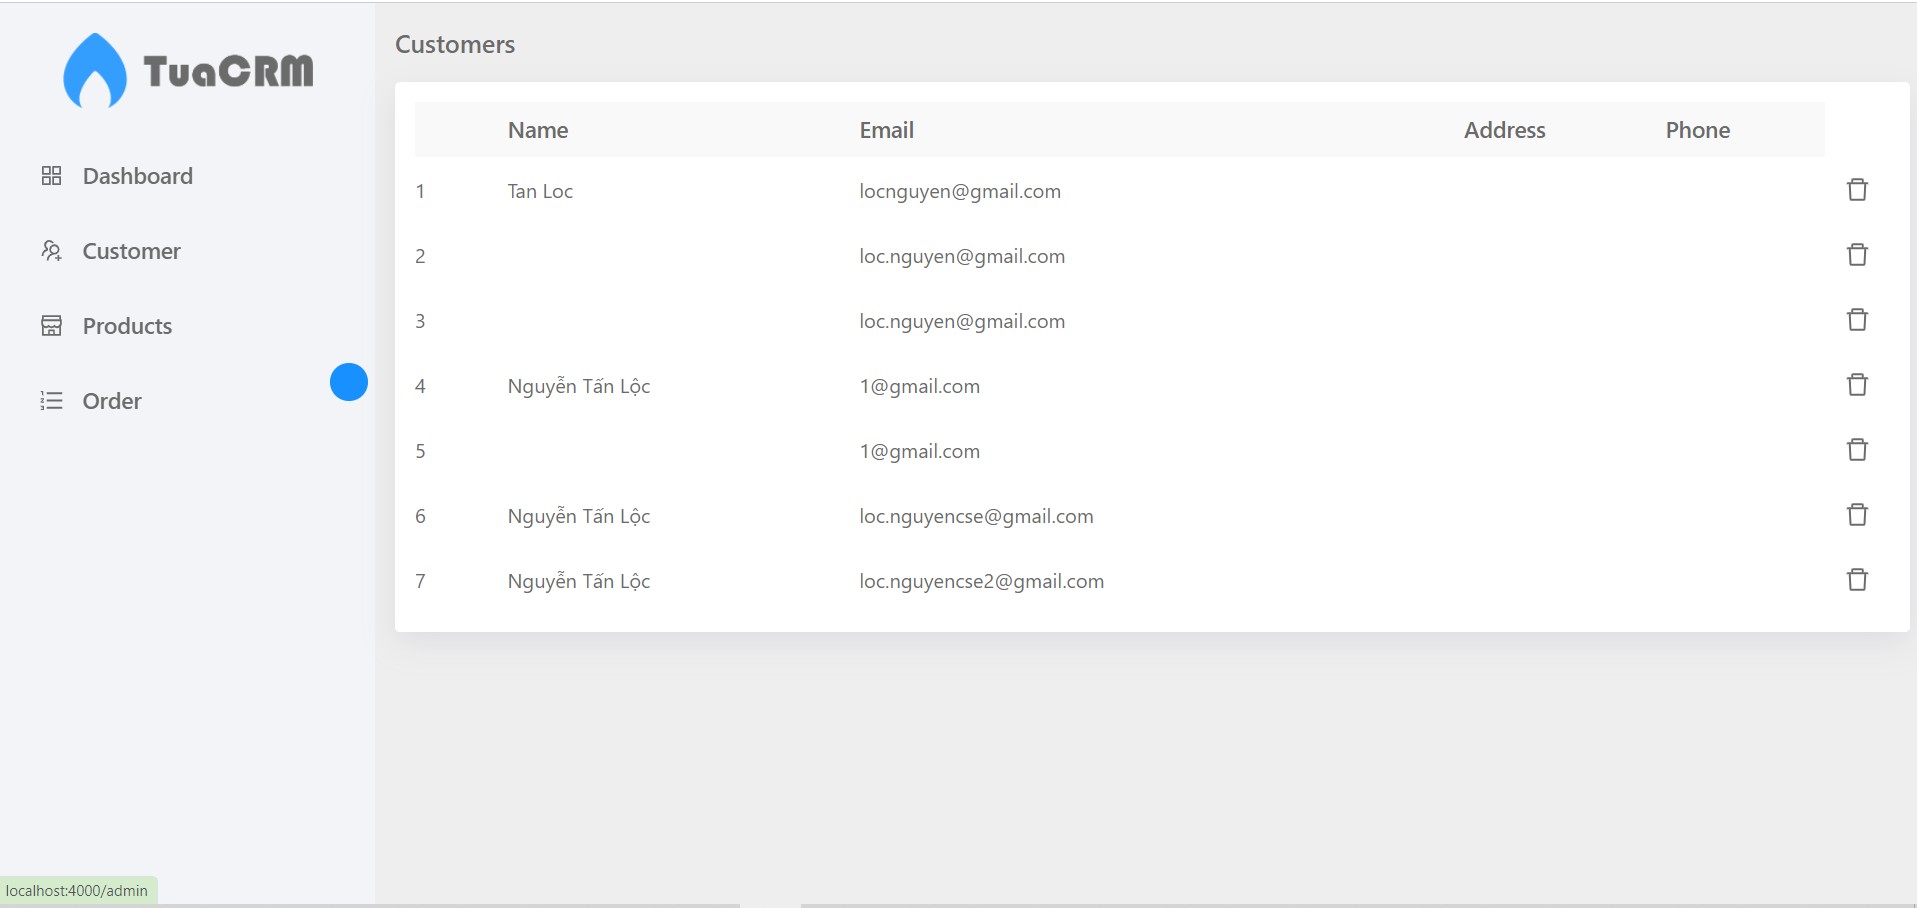 TuaCRM
Dashboard
Customer
Products
Order
Customers
Name Email Address Phone
1 Tan Loc locnguyen@gmail.com
2 loc.nguyen@gmail.com
3 loc.nguyen@gmail.com
4 Nguyễn Tấn Lộc 1@gmail.com
5 1@gmail.com
6 Nguyễn Tấn Lộc loc.nguyencse@gmail.com
7 Nguyễn Tấn Lộc loc.nguyencse2@gmail.com
localhost:4000/admin